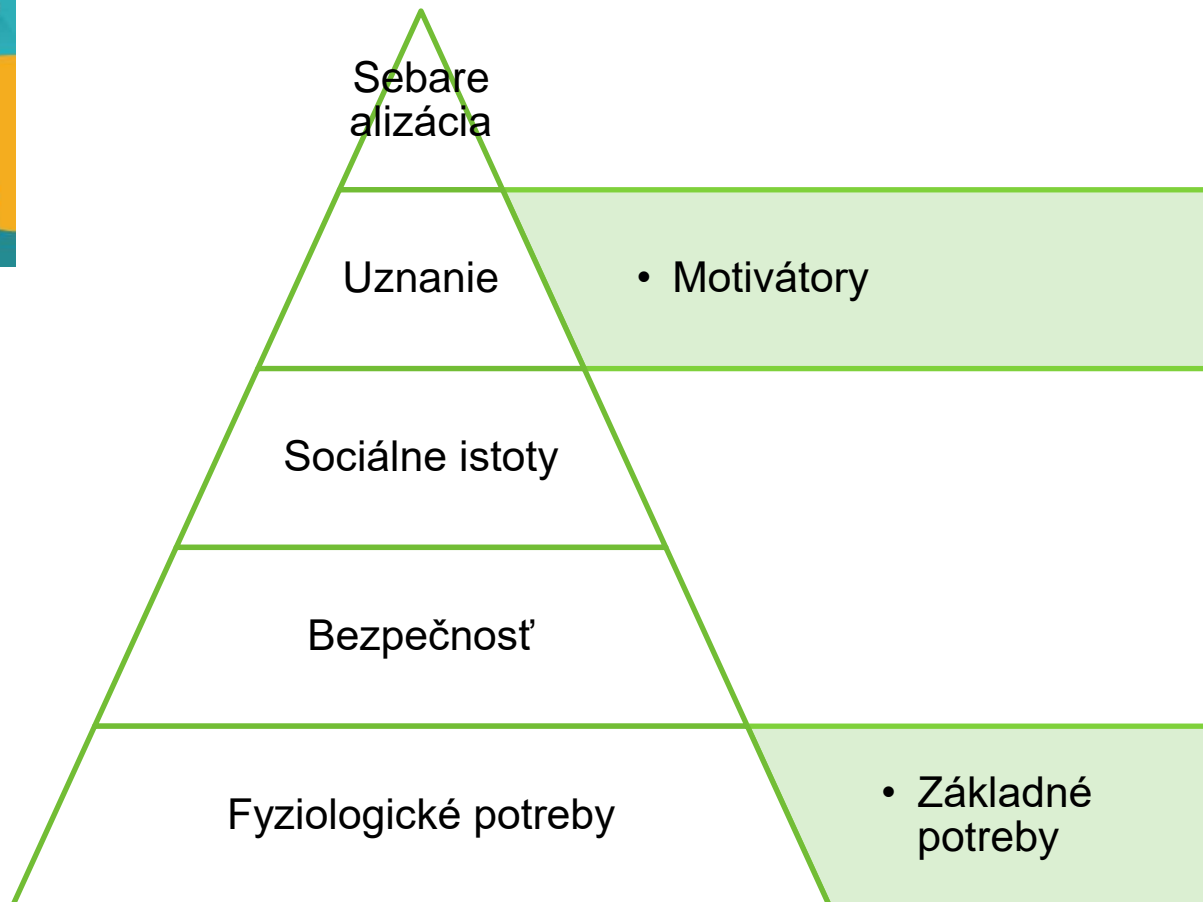 Sebare
alizácia
Uznanie
• Motivátory
Sociálne istoty
Bezpečnosť
Fyziologické potreby
• Základné
potreby